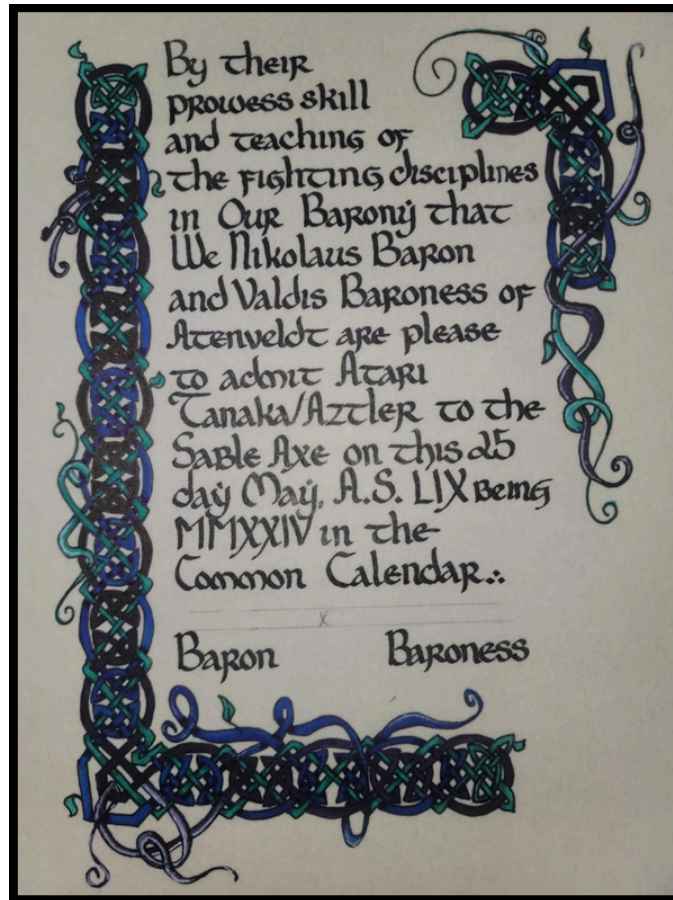 By their
prowess skill
and teaching of
the fighting disciplines
in Our Barony that
We Nikolaus Baron
and Valdis Baroness of
Atenveldt are please
to admit Atari
Tanaka/Aztler to the
Sable Axe on this 25
day May, A.S. LIX Being
MMXXIV in the
Common Calendar.:.
x
Baron Baroness